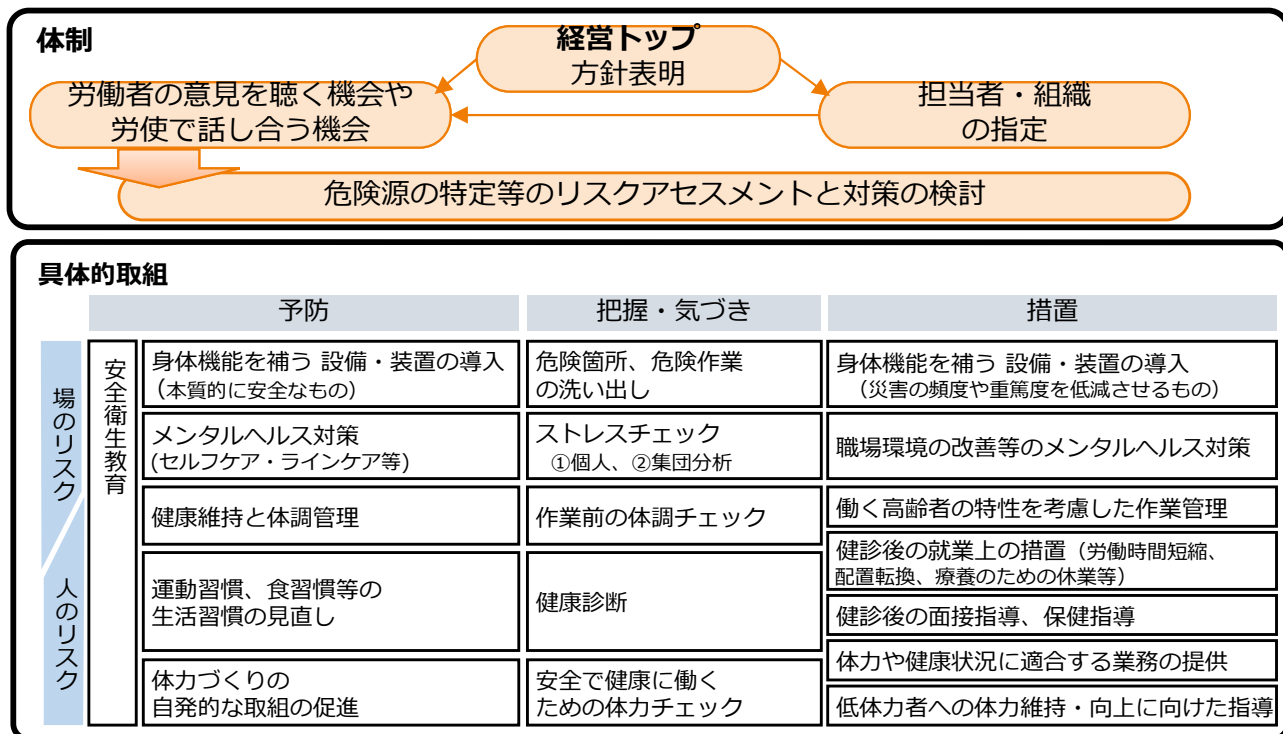 体制
経営トップ
方針表明
労働者の意見を聴く機会や
労使で話し合う機会
担当者・組織
の指定
危険源の特定等のリスクアセスメントと対策の検討
具体的取組
予防
把握・気づき
措置
場のリスク
人のリスク
安全衛生教育
身体機能を補う 設備・装置の導入
（本質的に安全なもの）
危険箇所、危険作業
の洗い出し
身体機能を補う 設備・装置の導入
（災害の頻度や重篤度を低減させるもの）
メンタルヘルス対策
(セルフケア・ラインケア等)
ストレスチェック
①個人、②集団分析
職場環境の改善等のメンタルヘルス対策
健康維持と体調管理
作業前の体調チェック
働く高齢者の特性を考慮した作業管理
運動習慣、食習慣等の
生活習慣の見直し
健康診断
健診後の就業上の措置（労働時間短縮、
配置転換、療養のための休業等）
健診後の面接指導、保健指導
体力づくりの
自発的な取組の促進
安全で健康に働く
ための体力チェック
体力や健康状況に適合する業務の提供
低体力者への体力維持・向上に向けた指導